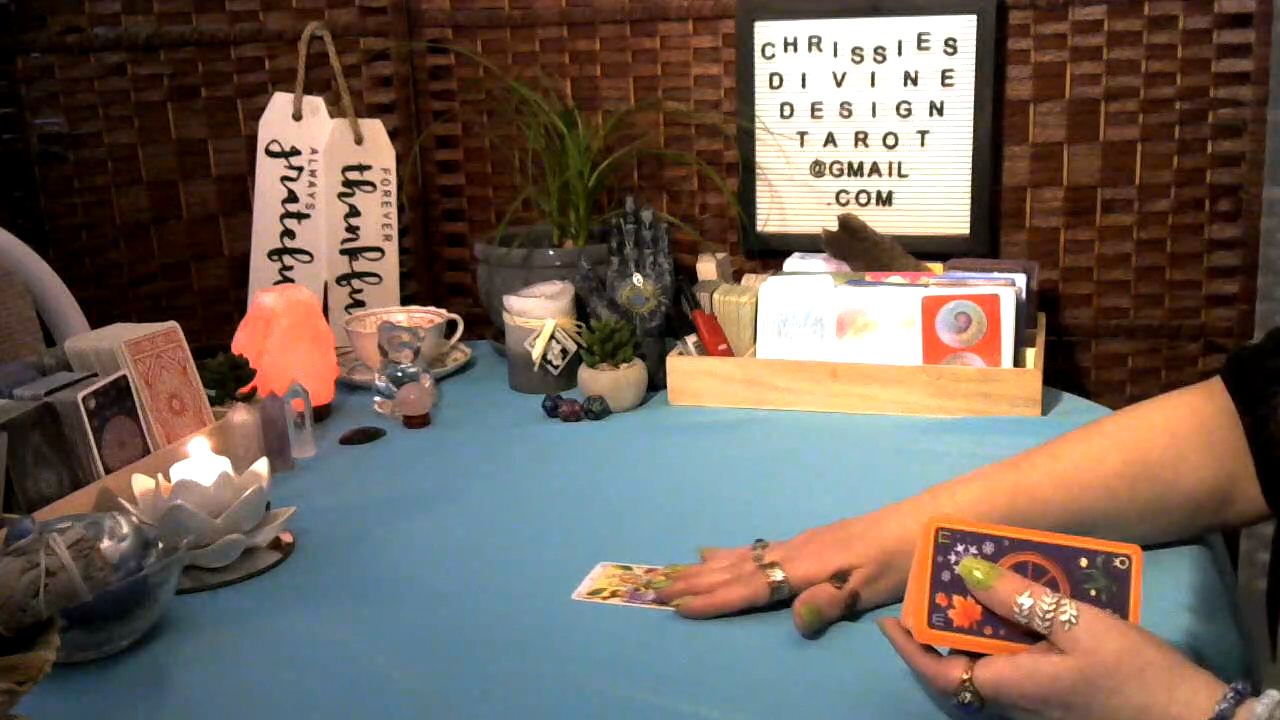 CHRISSIES
DIVINE
DESIGN
TAROT
@GMAIL
.COM
ALWAYS
grateful
FOREVER
thankful